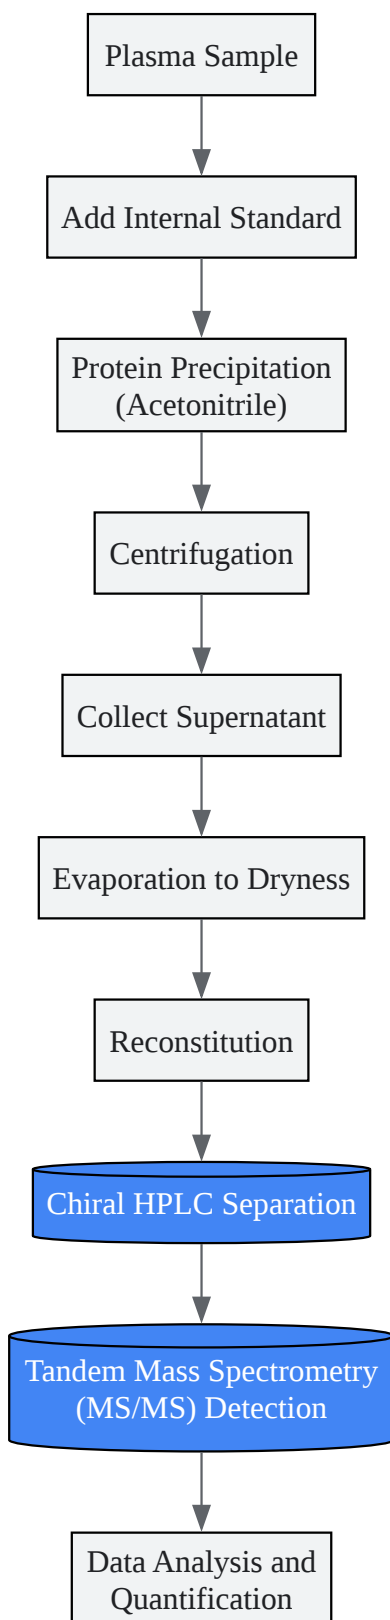 Plasma Sample
Add Internal Standard
Protein Precipitation
(Acetonitrile)
Centrifugation
Collect Supernatant
Evaporation to Dryness
Reconstitution
Chiral HPLC Separation
Tandem Mass Spectrometry
(MS/MS) Detection
Data Analysis and
Quantification